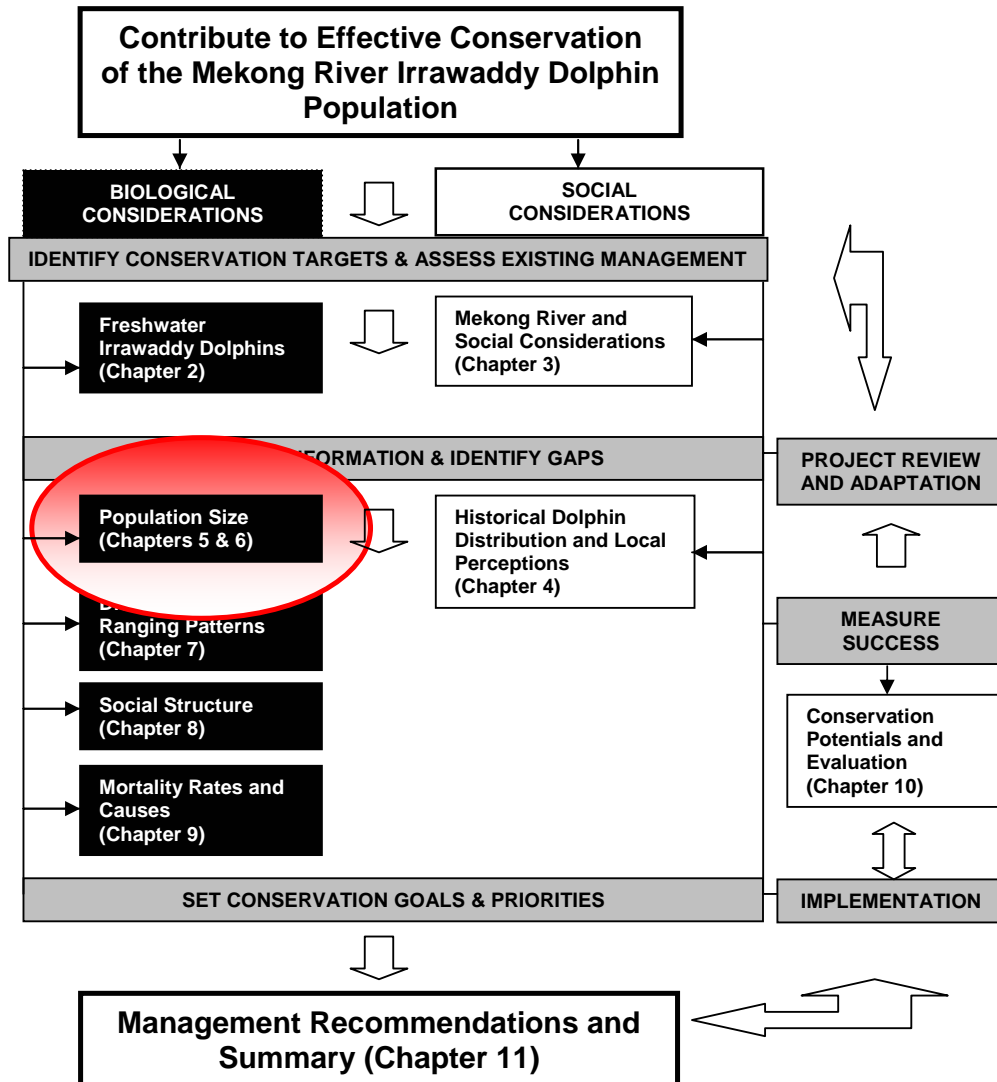 Contribute to Effective Conservation
of the Mekong River Irrawaddy Dolphin
Population
BIOLOGICAL
CONSIDERATIONS
SOCIAL
CONSIDERATIONS
IDENTIFY CONSERVATION TARGETS & ASSESS EXISTING MANAGEMENT
Freshwater
Irrawaddy Dolphins
(Chapter 2)
Mekong River and
Social Considerations
(Chapter 3)
& IDENTIFY GAPS
PROJECT REVIEW
AND ADAPTATION
Population Size
(Chapters 5 & 6)
Historical Dolphin
Distribution and Local
Perceptions
(Chapter 4)
Ranging Patterns
(Chapter 7)
MEASURE
SUCCESS
Social Structure
(Chapter 8)
Conservation
Potentials and
Evaluation
(Chapter 10)
Mortality Rates and
Causes
(Chapter 9)
SET CONSERVATION GOALS & PRIORITIES
IMPLEMENTATION
Management Recommendations and
Summary (Chapter 11)